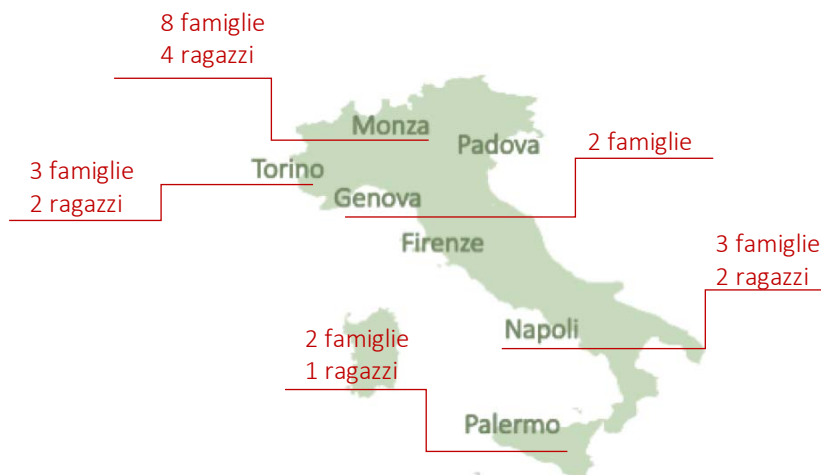 8 famiglie
4 ragazzi
Monza
Padova
2 famiglie
3 famiglie
2 ragazzi
Torino
Genova
Firenze
3 famiglie
2 ragazzi
Napoli
2 famiglie
1 ragazzi
Palermo